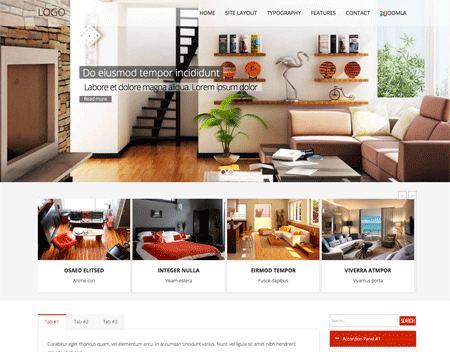 LOGO
HOME SITE LAYOUT TYPOGRAPHY FEATURES CONTACT JOOMLA
Do eiusmod tempor incididunt
Labore et dolore magna aliqua. Lorem ipsum dolor
Read more
OSAED ELITSED
Anime con
INTEGER NULLA
Vivam estera
EIRMOD TEMPOR
Fusce dapibus
VIVERRA ATMPOR
Vivamus porta
Tab #1 Tab #2 Tab #3
Search...
SEARCH
Curabitur eget rhoncus quam, vel elementum arcu. In accumsan tincidunt varius. Nunc vel ligula sit amet nibh hendrerit
Accordion Panel #1